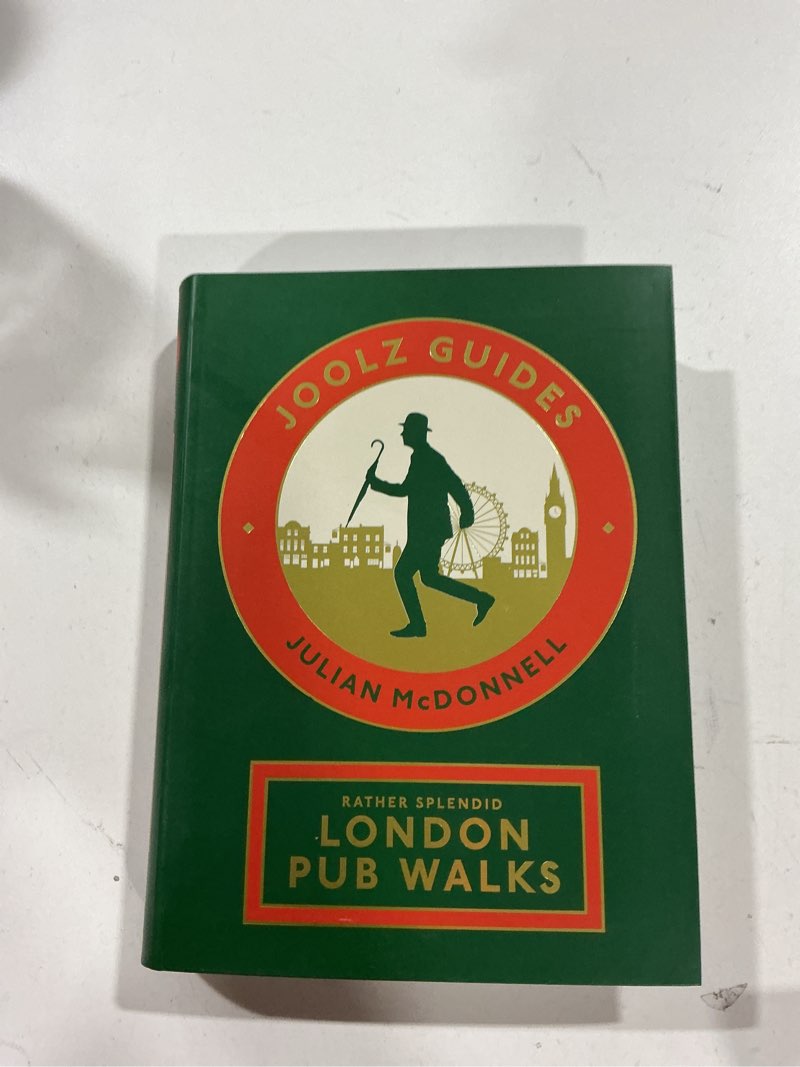 JOOLZ GUIDES
JULIAN McDONNELL
RATHER SPLENDID
LONDON
PUB WALKS